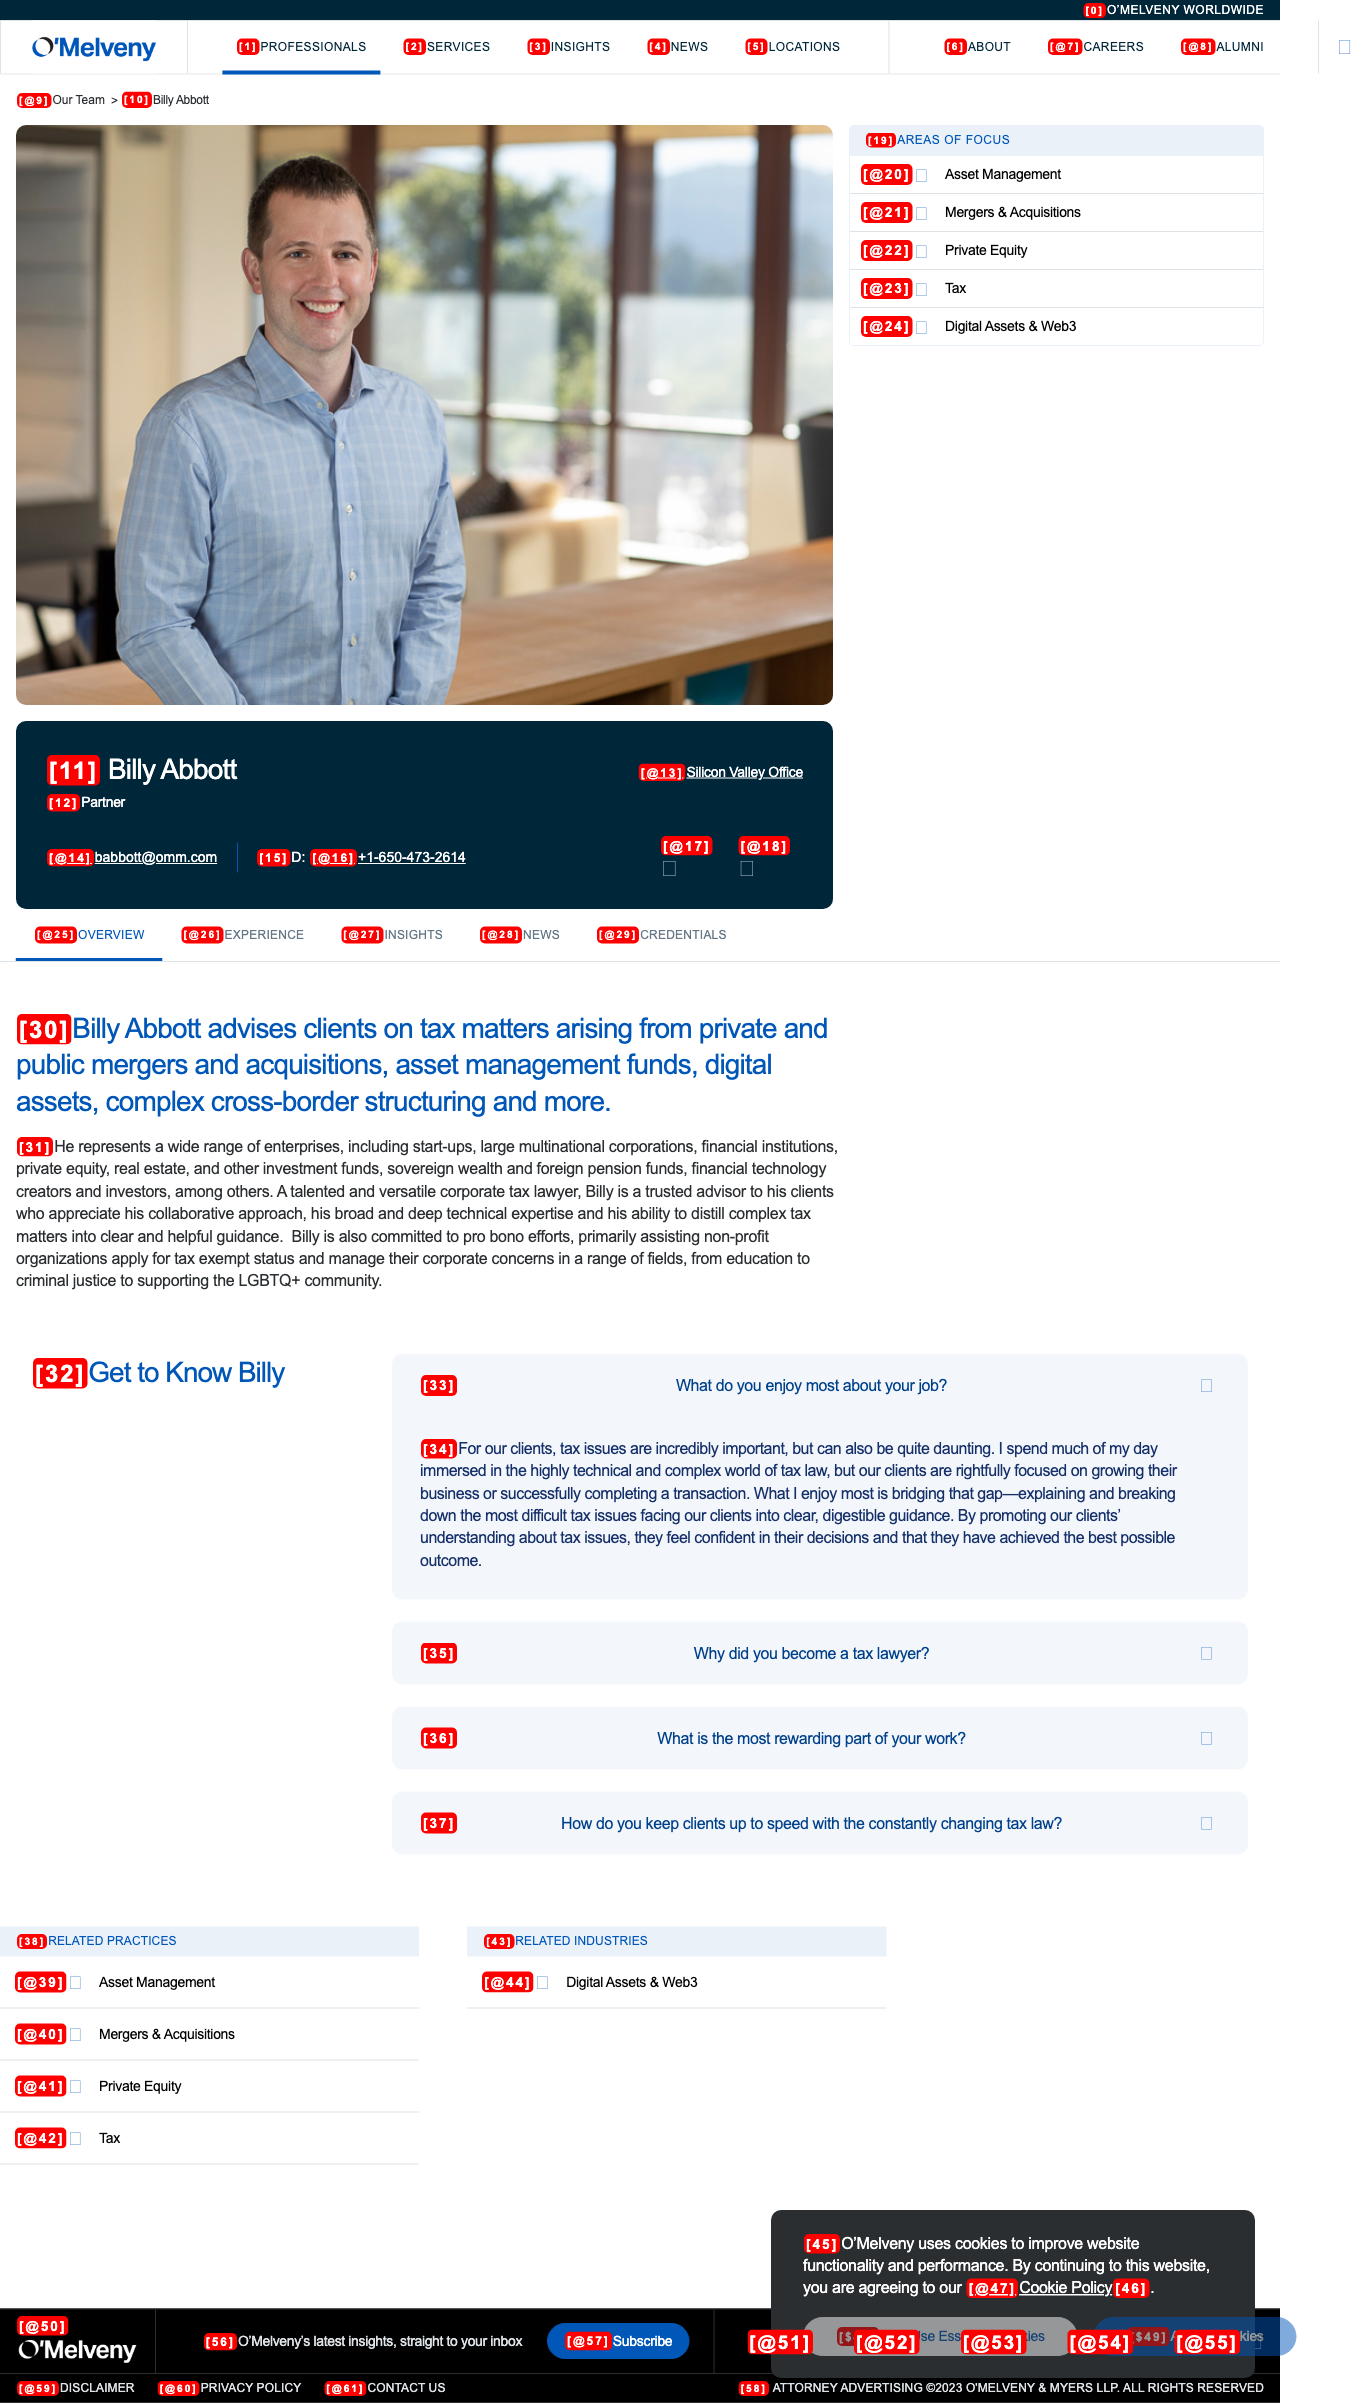 [0] O'MELVENY WORLDWIDE
O'Melveny
[1] PROFESSIONALS
[2] SERVICES
[3] INSIGHTS
[4] NEWS
[5] LOCATIONS
[6] ABOUT
[@7] CAREERS
[@8] ALUMNI
[@9] Our Team > [10] Billy Abbott
[19] AREAS OF FOCUS
[@20] Asset Management
[@21] Mergers & Acquisitions
[@22] Private Equity
[@23] Tax
[@24] Digital Assets & Web3
[11] Billy Abbott
[12] Partner
[@13] Silicon Valley Office
[@14] babbott@omm.com
[15] D: [@16] +1-650-473-2614
[@17]
[@18]
[@25] OVERVIEW
[@26] EXPERIENCE
[@27] INSIGHTS
[@28] NEWS
[@29] CREDENTIALS
[30] Billy Abbott advises clients on tax matters arising from private and
public mergers and acquisitions, asset management funds, digital
assets, complex cross-border structuring and more.
[31] He represents a wide range of enterprises, including start-ups, large multinational corporations, financial institutions,
private equity, real estate, and other investment funds, sovereign wealth and foreign pension funds, financial technology
creators and investors, among others. A talented and versatile corporate tax lawyer, Billy is a trusted advisor to his clients
who appreciate his collaborative approach, his broad and deep technical expertise and his ability to distill complex tax
matters into clear and helpful guidance. Billy is also committed to pro bono efforts, primarily assisting non-profit
organizations apply for tax exempt status and manage their corporate concerns in a range of fields, from education to
criminal justice to supporting the LGBTQ+ community.
[32] Get to Know Billy
[33] What do you enjoy most about your job?
[34] For our clients, tax issues are incredibly important, but can also be quite daunting. I spend much of my day
immersed in the highly technical and complex world of tax law, but our clients are rightfully focused on growing their
business or successfully completing a transaction. What I enjoy most is bridging that gap—explaining and breaking
down the most difficult tax issues facing our clients into clear, digestible guidance. By promoting our clients'
understanding about tax issues, they feel confident in their decisions and that they have achieved the best possible
outcome.
[35] Why did you become a tax lawyer?
[36] What is the most rewarding part of your work?
[37] How do you keep clients up to speed with the constantly changing tax law?
[38] RELATED PRACTICES
[@39] Asset Management
[@40] Mergers & Acquisitions
[@41] Private Equity
[@42] Tax
[43] RELATED INDUSTRIES
[@44] Digital Assets & Web3
[45] O'Melveny uses cookies to improve website
functionality and performance. By continuing to this website,
you are agreeing to our [@47] Cookie Policy [46] .
[@50]
O'Melveny
[56] O'Melveny's latest insights, straight to your inbox
[@57] Subscribe
[@51] [@52] [@53] [@54] [$49] [@55]
[@59] DISCLAIMER
[@60] PRIVACY POLICY
[@61] CONTACT US
[58] ATTORNEY ADVERTISING ©2023 O'MELVENY & MYERS LLP. ALL RIGHTS RESERVED